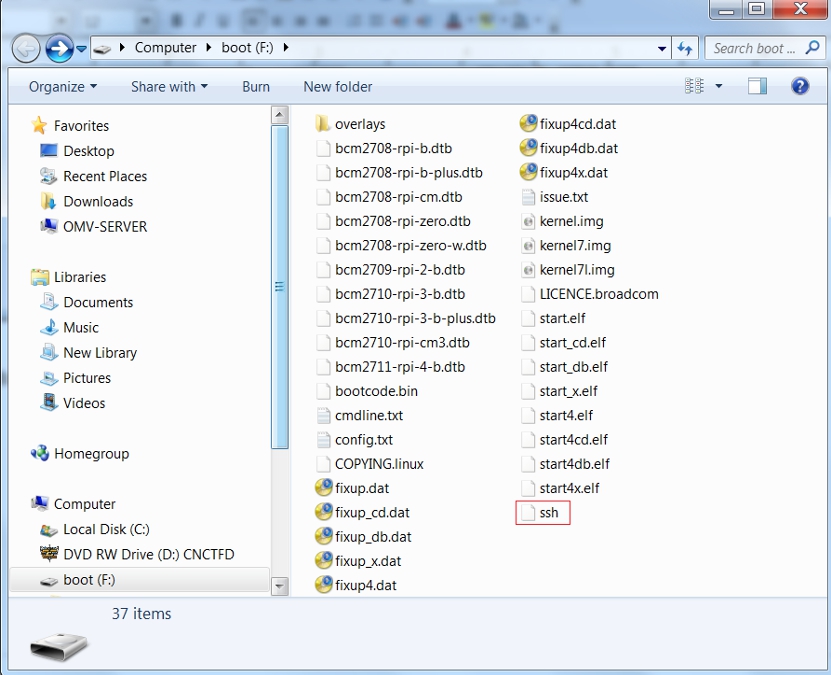 Computer
boot (F:)
Search boot ...
Organize
Share with
Burn
New folder
Favorites
Desktop
Recent Places
Downloads
OMV-SERVER
Libraries
Documents
Music
New Library
Pictures
Videos
Homegroup
Computer
Local Disk (C:)
DVD RW Drive (D:) CNCTFD
boot (F:)
overlays
bcm2708-rpi-b.dtb
bcm2708-rpi-b-plus.dtb
bcm2708-rpi-cm.dtb
bcm2708-rpi-zero.dtb
bcm2708-rpi-zero-w.dtb
bcm2709-rpi-2-b.dtb
bcm2710-rpi-3-b.dtb
bcm2710-rpi-3-b-plus.dtb
bcm2710-rpi-cm3.dtb
bcm2711-rpi-4-b.dtb
bootcode.bin
cmdline.txt
config.txt
COPYING.linux
fixup.dat
fixup_cd.dat
fixup_db.dat
fixup_x.dat
fixup4.dat
fixup4cd.dat
fixup4db.dat
fixup4x.dat
issue.txt
kernel.img
kernel7.img
kernel7l.img
LICENCE.broadcom
start.elf
start_cd.elf
start_db.elf
start_x.elf
start4.elf
start4cd.elf
start4db.elf
start4x.elf
ssh
37 items